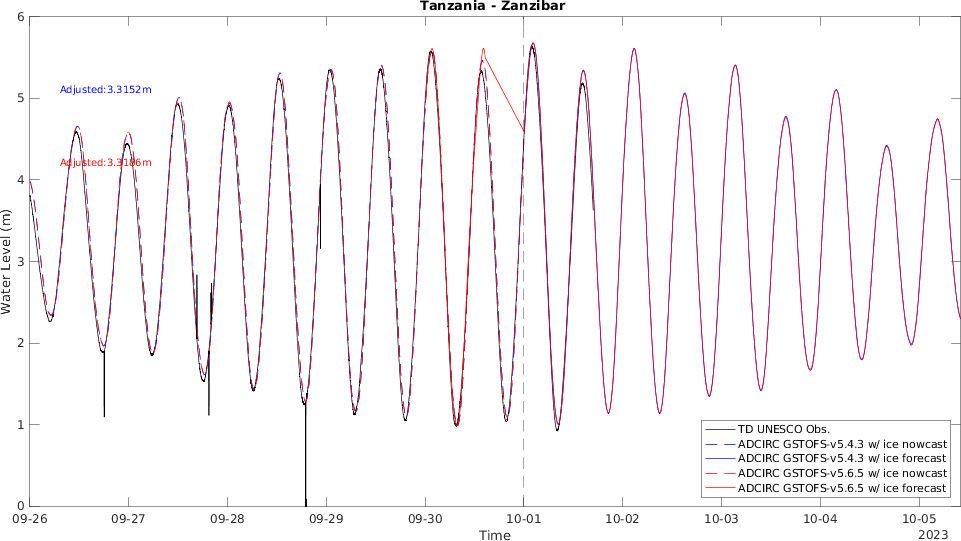 Tanzania - Zanzibar
6
5
4
3
2
1
0
Water Level (m)
Adjusted:3.3152m
Adjusted:3.3186m
TD UNESCO Obs.
ADCIRC GSTOFS-v5.4.3 w/ ice nowcast
ADCIRC GSTOFS-v5.4.3 w/ ice forecast
ADCIRC GSTOFS-v5.6.5 w/ ice nowcast
ADCIRC GSTOFS-v5.6.5 w/ ice forecast
09-26 09-27 09-28 09-29 09-30 10-01 10-02 10-03 10-04 10-05
Time
2023